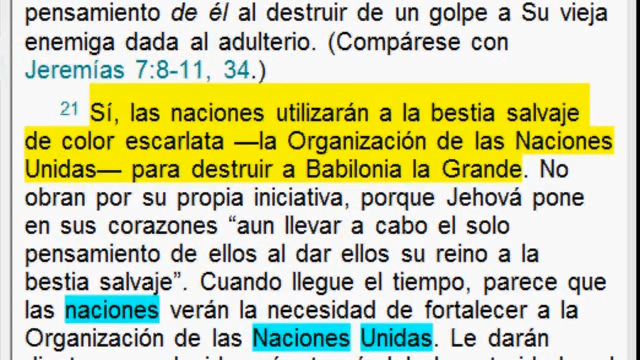 pensamiento de él al destruir de un golpe a Su vieja
enemiga dada al adulterio. (Compárese con
Jeremías 7:8-11, 34.)
21 Sí, las naciones utilizarán a la bestia salvaje
de color escarlata —la Organización de las Naciones
Unidas— para destruir a Babilonia la Grande. No
obran por su propia iniciativa, porque Jehová pone
en sus corazones “aun llevar a cabo el solo
pensamiento de ellos al dar ellos su reino a la
bestia salvaje”. Cuando llegue el tiempo, parece que
las naciones verán la necesidad de fortalecer a la
Organización de las Naciones Unidas. Le darán